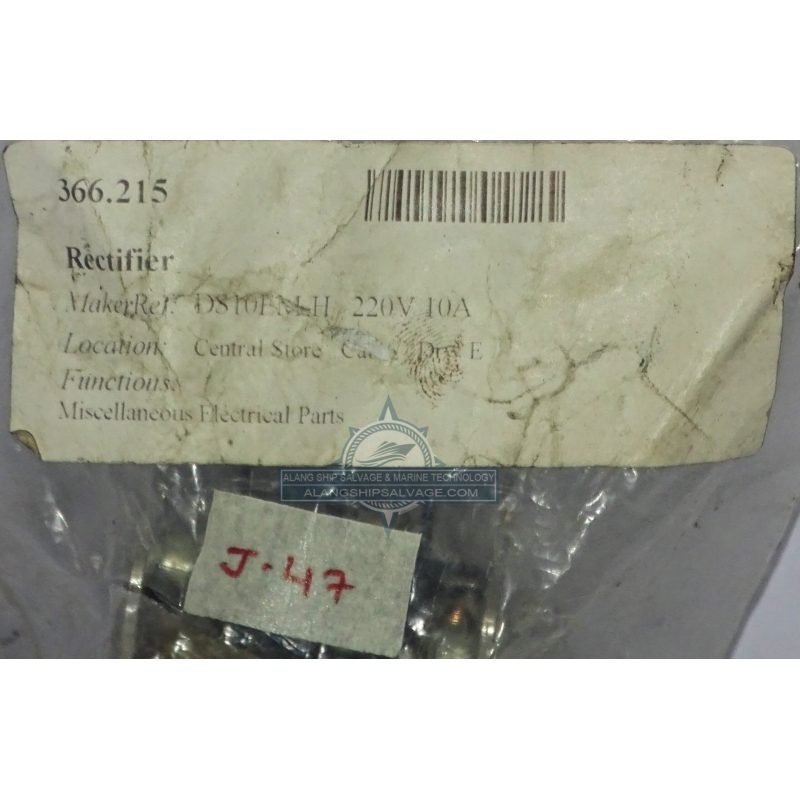 366.215
Rectifier
MakerRef: 220V 10A
Location: Central Store E
Functions:
Miscellaneous Electrical Parts
ALANG SHIP SALVAGE & MARINE TECHNOLOGY
ALANGSHIPSALVAGE.COM
J-47